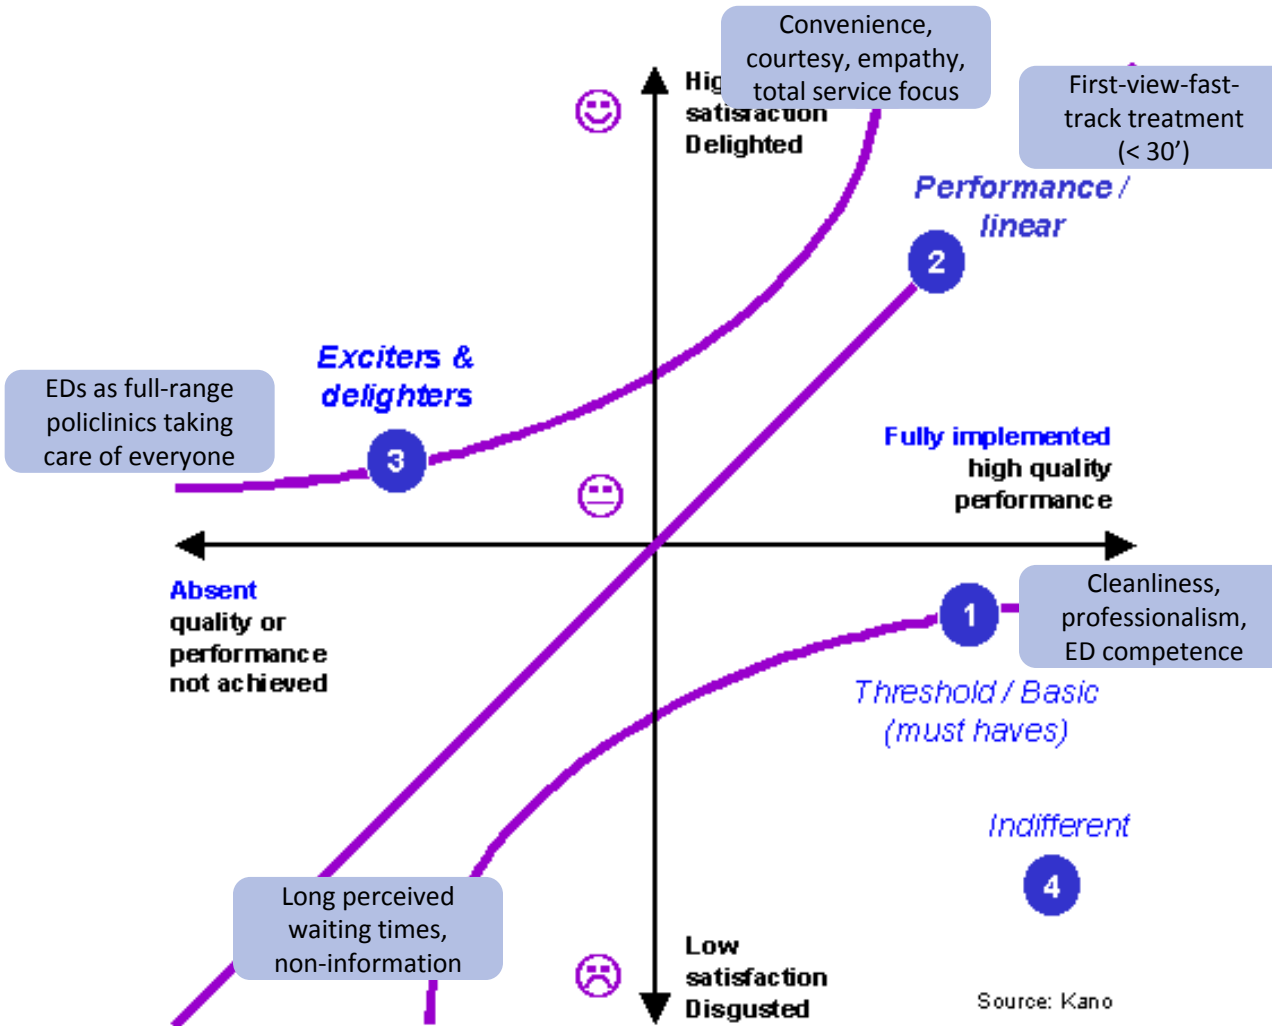 Convenience,
courtesy, empathy,
total service focus
satisfaction
Delighted
First-view-fast-
track treatment
(< 30’)
Performance /
linear
2
Exciters &
delighters
EDs as full-range
policlinics taking
care of everyone
3
Fully implemented
high quality
performance
Absent
quality or
performance
not achieved
Cleanliness,
professionalism,
ED competence
1
Threshold / Basic
(must haves)
Indifferent
4
Long perceived
waiting times,
non-information
Low
satisfaction
Disgusted
Source: Kano